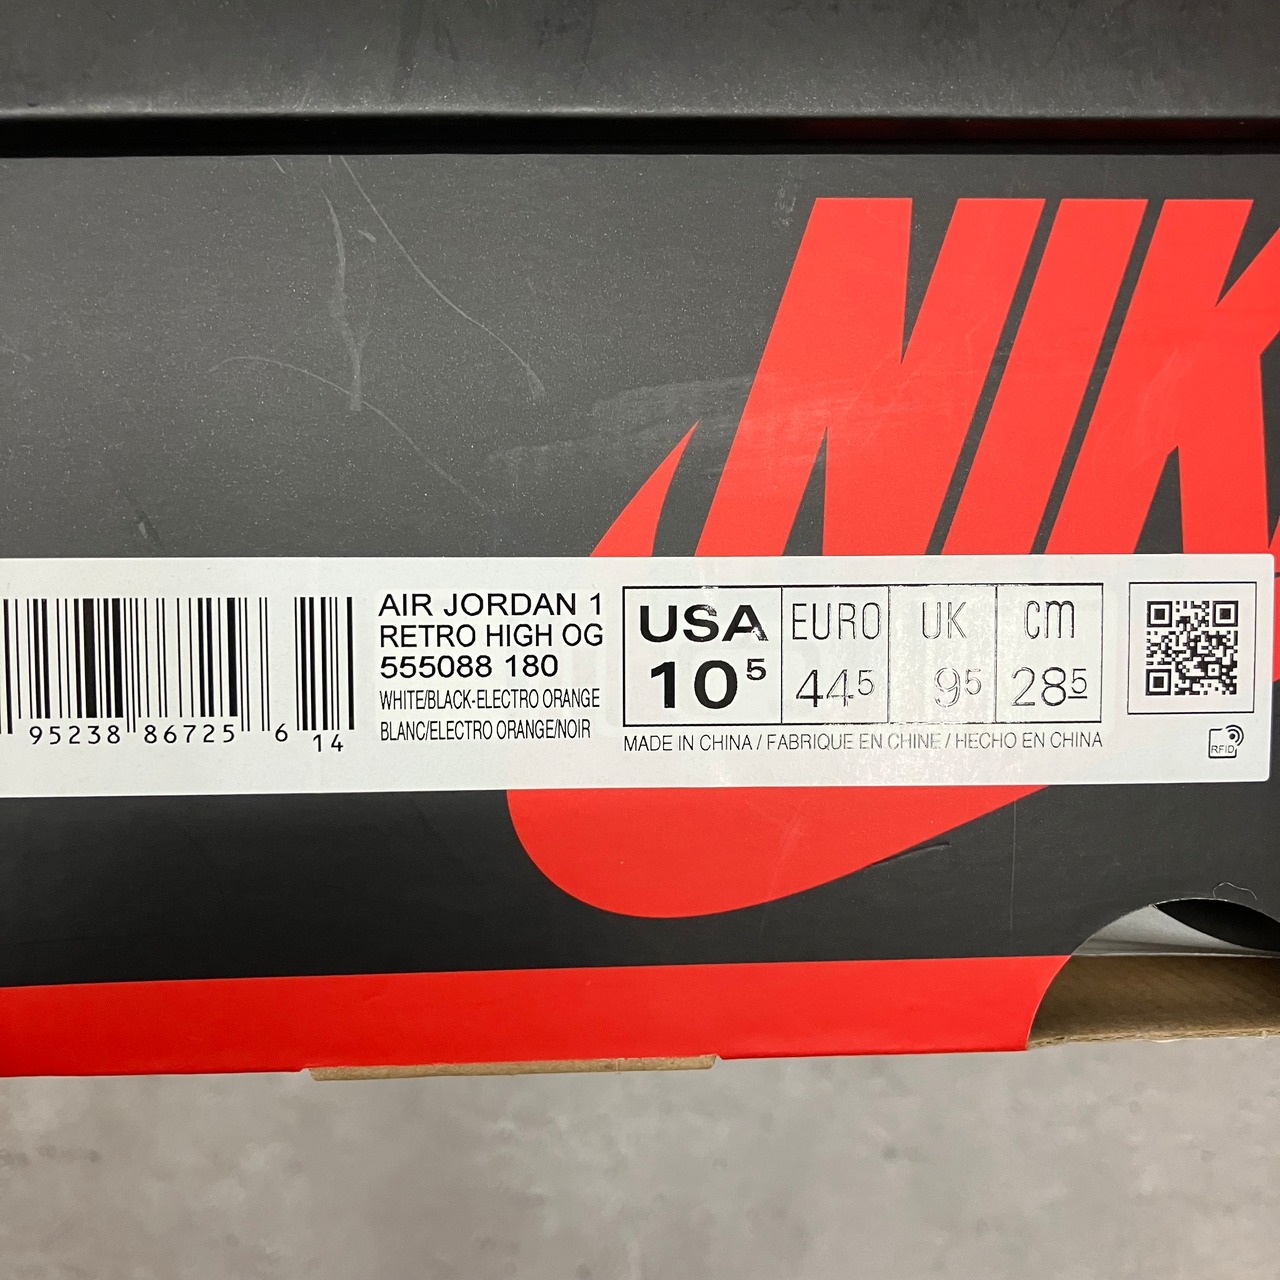 NIK
AIR JORDAN 1
RETRO HIGH OG
555088 180
WHITE/BLACK-ELECTRO ORANGE
BLANC/ELECTRO ORANGE/NOIR
95238 86725 6 14
USA EURO UK cm
10 5 44 5 9 5 28 5
MADE IN CHINA / FABRIQUE EN CHINE / HECHO EN CHINA
RFID